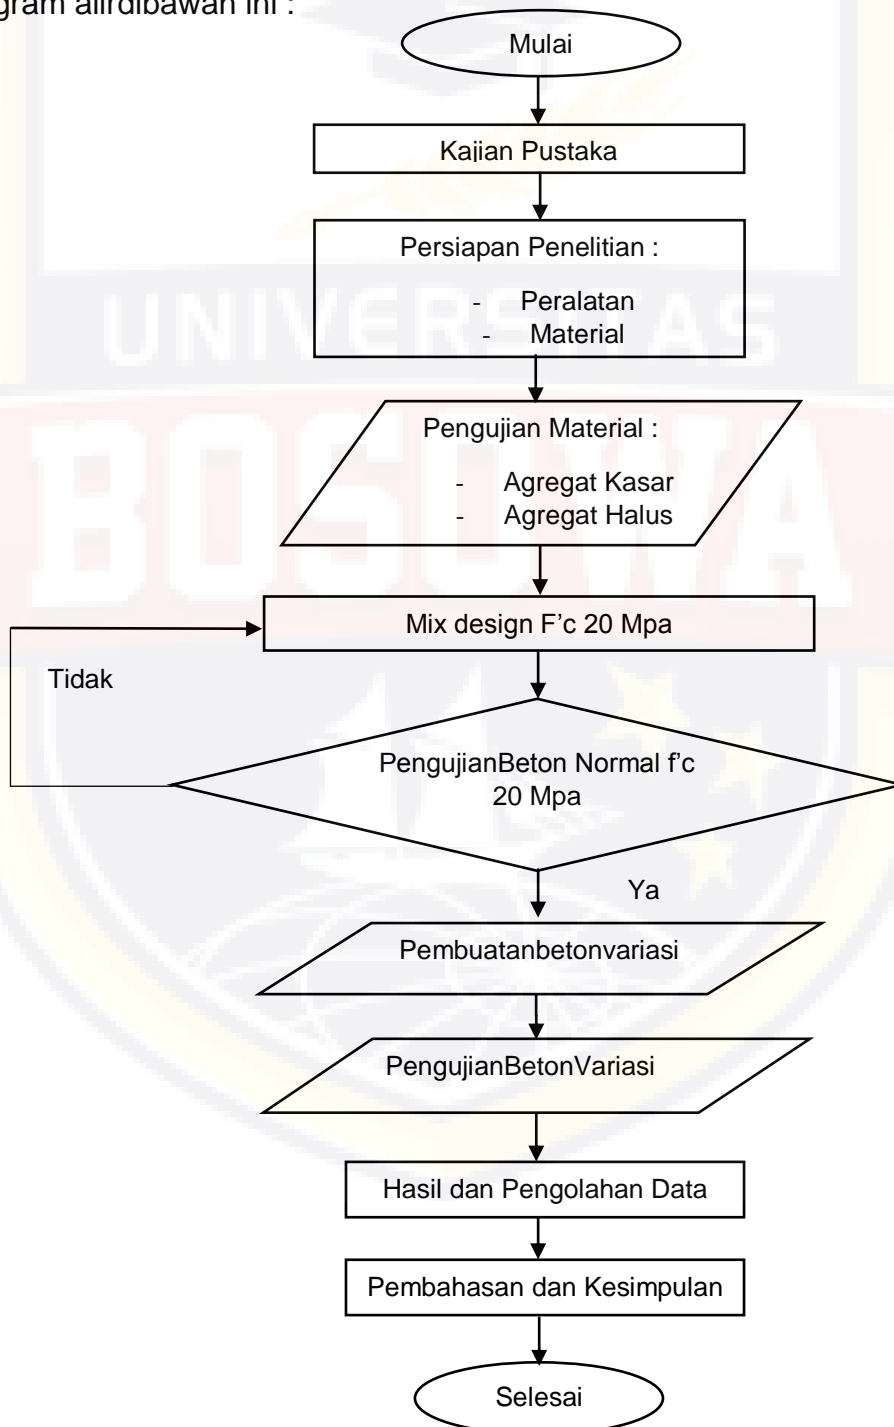 gram alirdibawah ini :
Mulai
Kajian Pustaka
Persiapan Penelitian :
- Peralatan
- Material
UNIVERSITAS
Pengujian Material :
- Agregat Kasar
- Agregat Halus
BOSOWA
Mix design F’c 20 Mpa
Tidak
PengujianBeton Normal f’c
20 Mpa
Ya
Pembuatanbetonvariasi
PengujianBetonVariasi
Hasil dan Pengolahan Data
Pembahasan dan Kesimpulan
Selesai